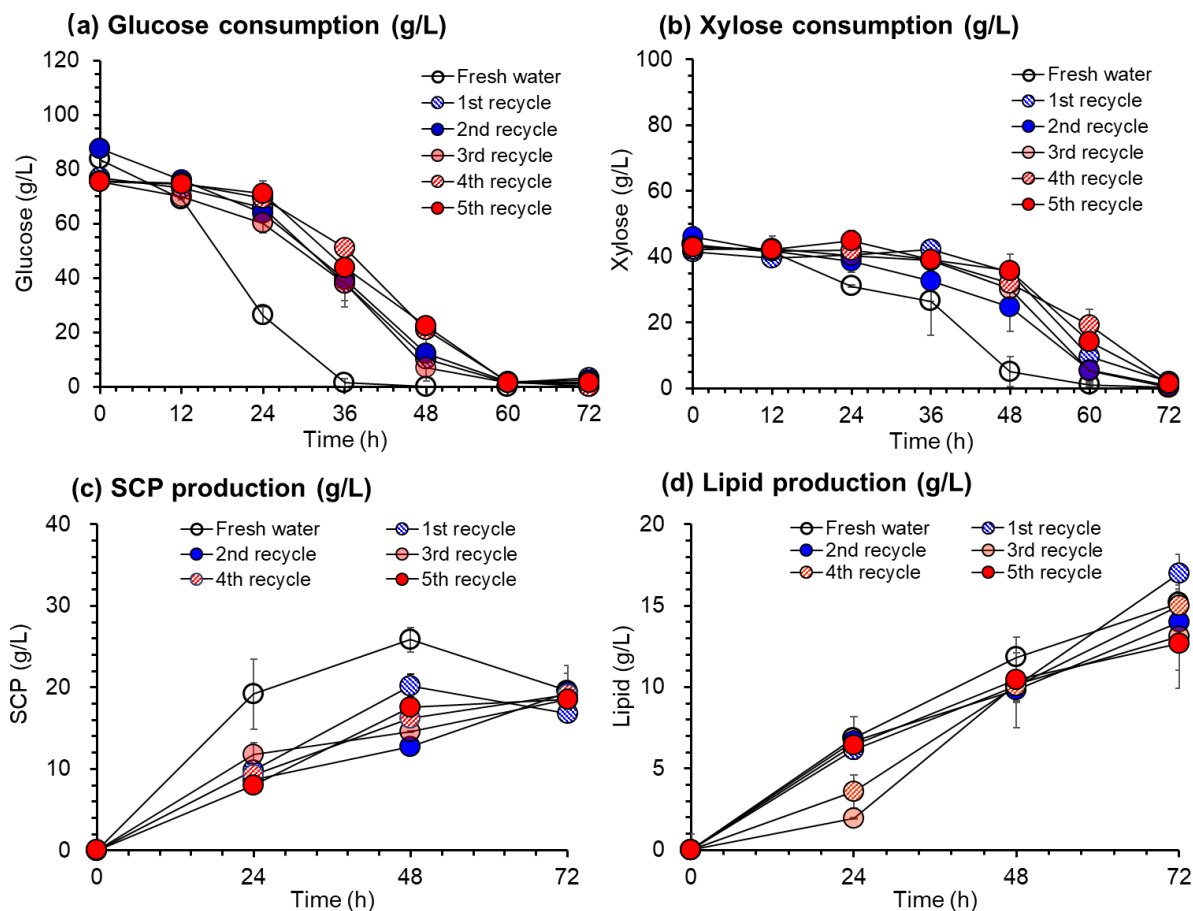 (a) Glucose consumption (g/L)
120
100
80
60
40
20
0
Glucose (g/L)
Fresh water
1st recycle
2nd recycle
3rd recycle
4th recycle
5th recycle
0 12 24 36 48 60 72
Time (h)
(b) Xylose consumption (g/L)
100
80
60
40
20
0
Xylose (g/L)
Fresh water
1st recycle
2nd recycle
3rd recycle
4th recycle
5th recycle
0 12 24 36 48 60 72
Time (h)
(c) SCP production (g/L)
40
30
20
10
0
SCP (g/L)
Fresh water 1st recycle
2nd recycle 3rd recycle
4th recycle 5th recycle
0 24 48 72
Time (h)
(d) Lipid production (g/L)
20
15
10
5
0
Lipid (g/L)
Fresh water 1st recycle
2nd recycle 3rd recycle
4th recycle 5th recycle
0 24 48 72
Time (h)